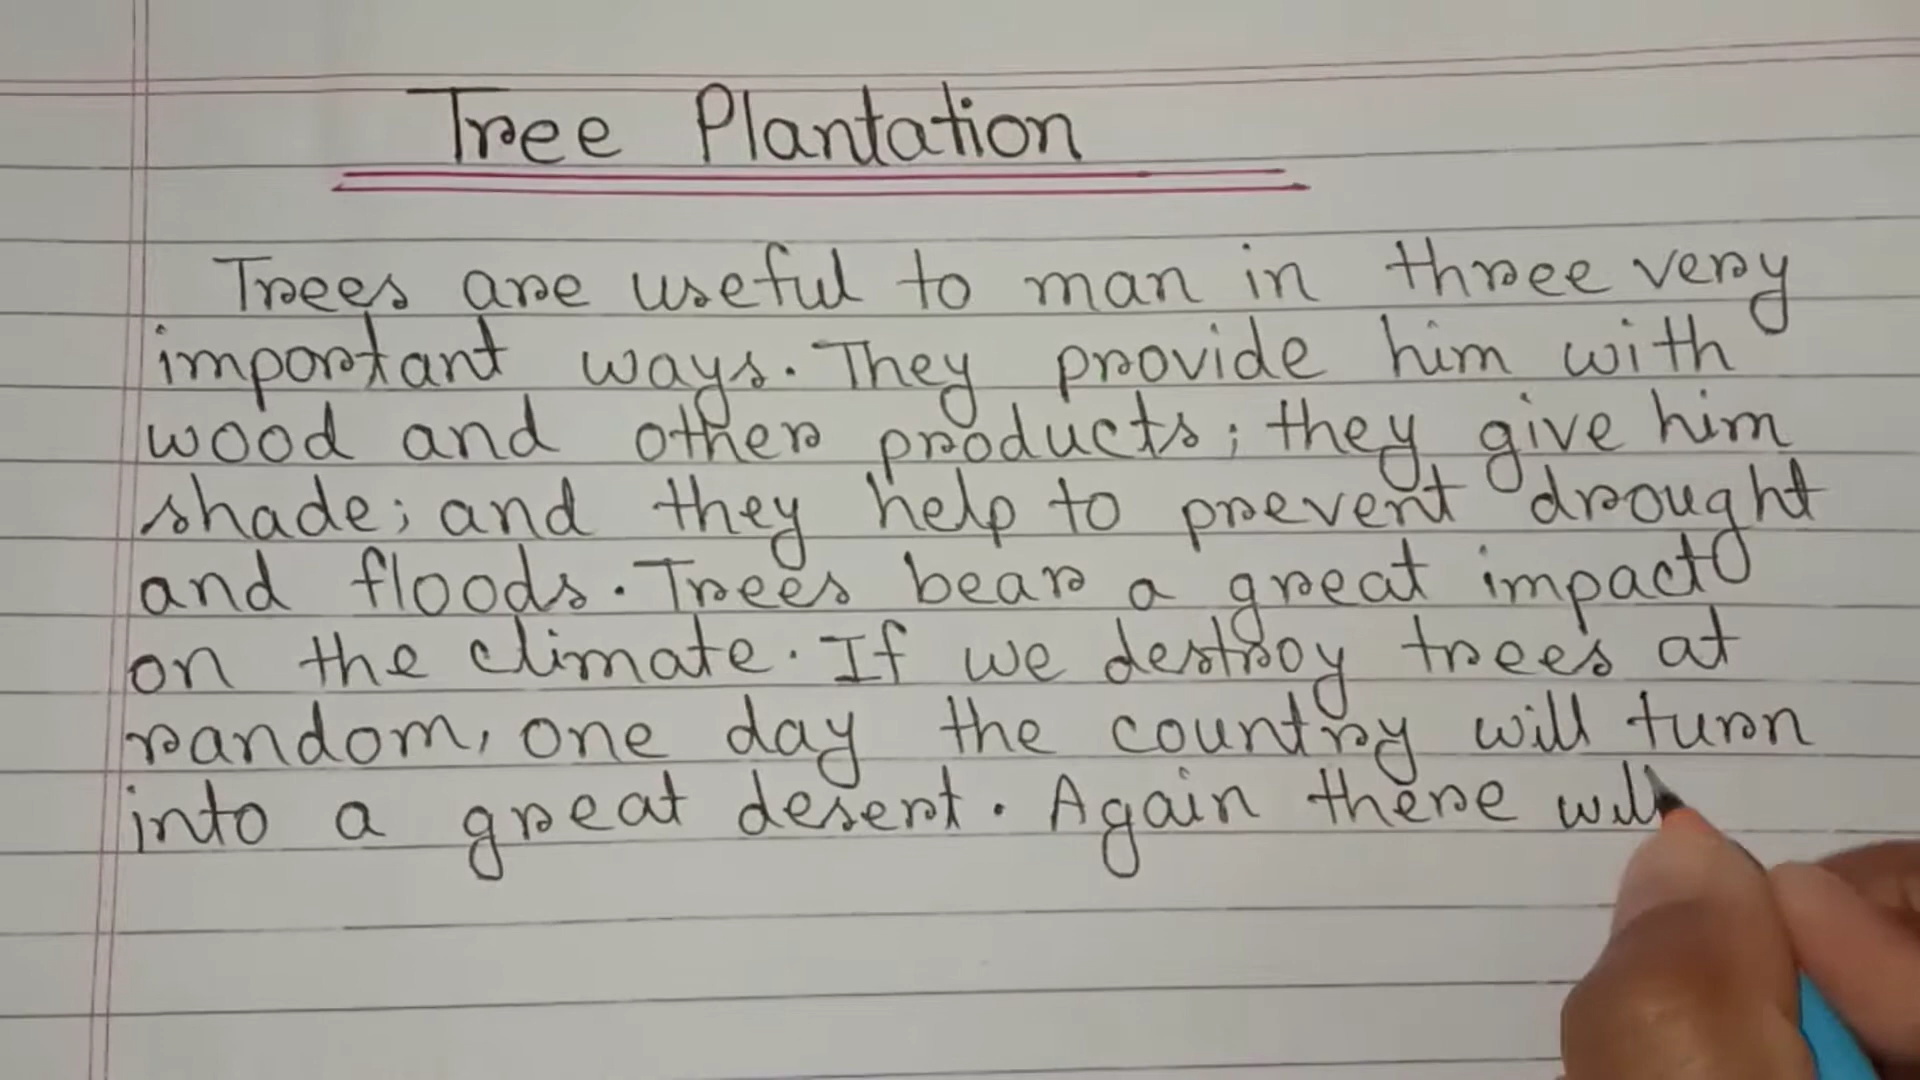 Tree Plantation
Trees are useful to man in three very
important ways. They provide him with
wood and other products; they give him
shade; and they help to prevent drought
and floods. Trees bear a great impact
on the climate. If we destroy trees at
random, one day the country will turn
into a great desert. Again there will